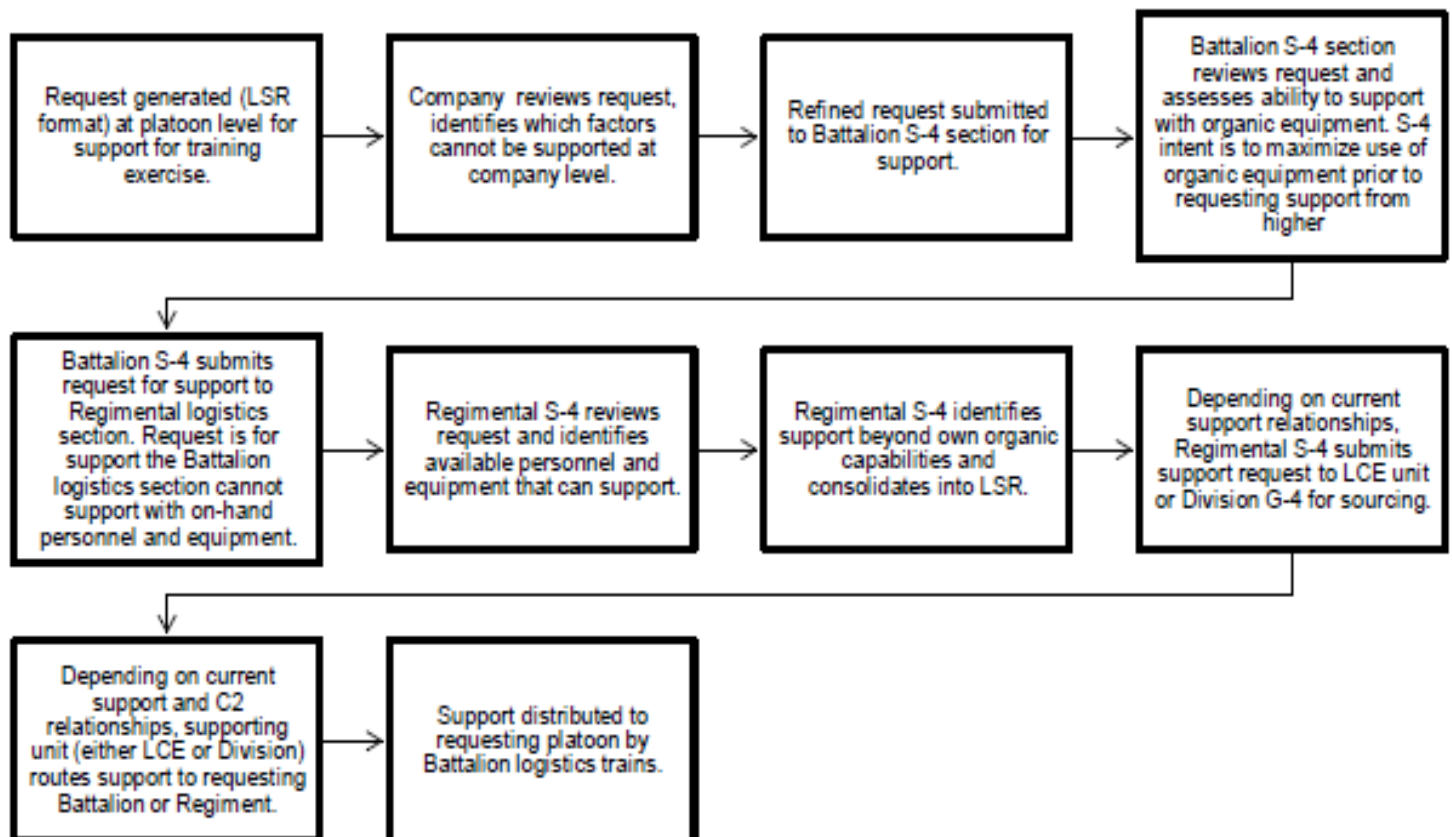 Request generated (LSR
format) at platoon level for
support for training
exercise.
Company reviews request,
identifies which factors
cannot be supported at
company level.
Refined request submitted
to Battalion S-4 section for
support.
Battalion S-4 section
reviews request and
assesses ability to support
with organic equipment. S-4
intent is to maximize use of
organic equipment prior to
requesting support from
higher
Battalion S-4 submits
request for support to
Regimental logistics
section. Request is for
support the Battalion
logistics section cannot
support with on-hand
personnel and equipment.
Regimental S-4 reviews
request and identifies
available personnel and
equipment that can support.
Regimental S-4 identifies
support beyond own organic
capabilities and
consolidates into LSR.
Depending on current
support relationships,
Regimental S-4 submits
support request to LCE unit
or Division G-4 for sourcing.
Depending on current
support and C2
relationships, supporting
unit (either LCE or Division)
routes support to requesting
Battalion or Regiment.
Support distributed to
requesting platoon by
Battalion logistics trains.